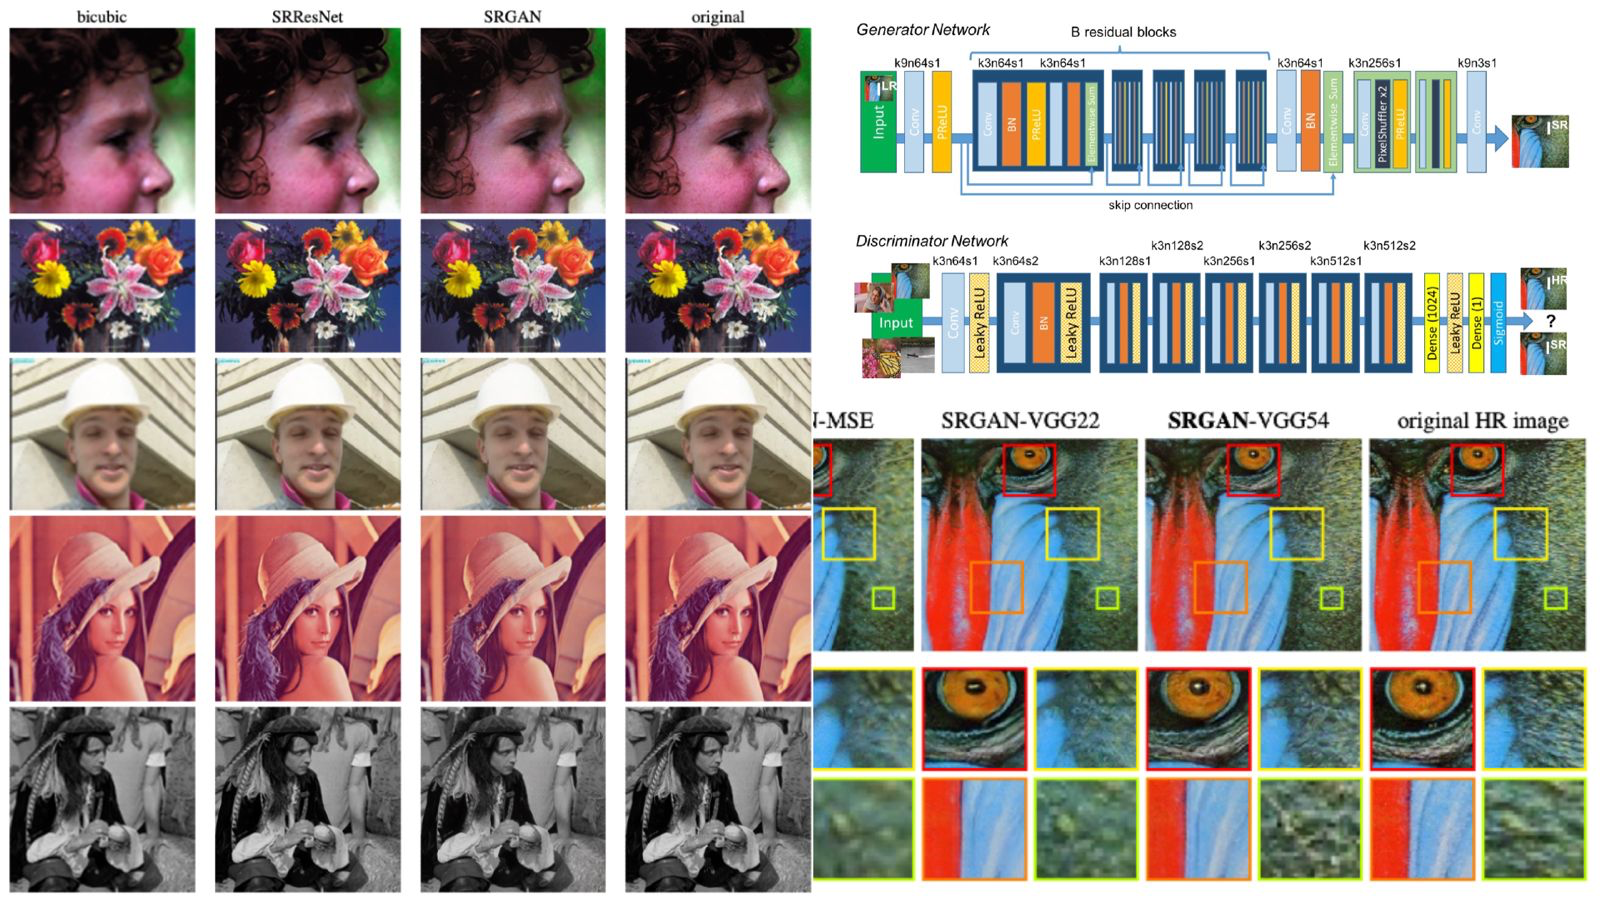 bicubic SRResNet SRGAN original
Generator Network
B residual blocks
k9n64s1 k3n64s1 k3n64s1 k3n64s1 k3n256s1 k9n3s1
LR
Input
Conv
PReLU
Conv
BN
PReLU
Elementwise Sum
Conv
BN
Elementwise Sum
Conv
PixelShuffler x2
PReLU
Conv
I SR
skip connection
Discriminator Network
k3n128s2 k3n256s2 k3n512s2
k3n64s1 k3n64s2 k3n128s1 k3n256s1 k3n512s1
Input
Conv
Leaky ReLU
Conv
BN
Leaky ReLU
Dense (1024)
Leaky ReLU
Dense (1)
Sigmoid
I HR
?
I SR
N-MSE SRGAN-VGG22 SRGAN-VGG54 original HR image